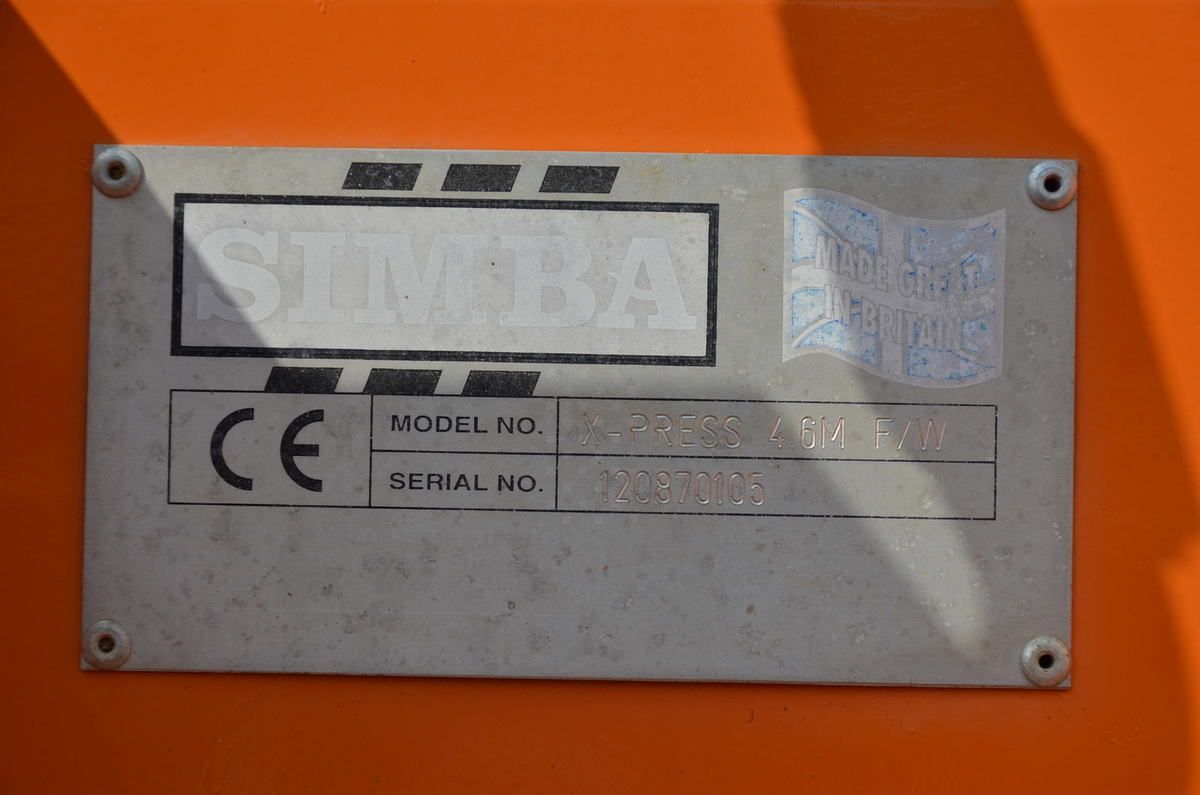 SIMBA
MADE GREAT
IN BRITAIN
CE
MODEL NO. X-PRESS 4.6M F/W
SERIAL NO. 120870105